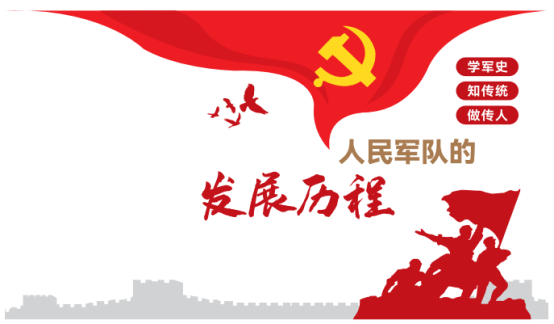 学军史
知传统
做传人
人民军队的
发展历程